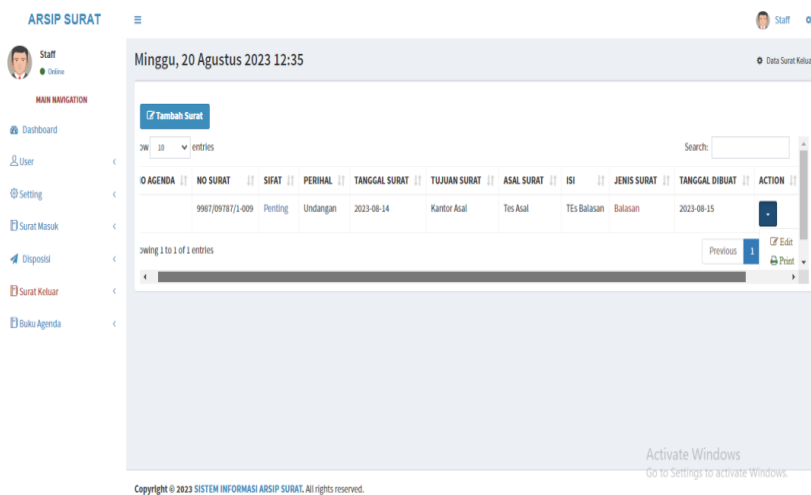 ARSIP SURAT
Staff
Staff
Online
MAIN NAVIGATION
Dashboard
User
Setting
Surat Masuk
Disposisi
Surat Keluar
Buku Agenda
Minggu, 20 Agustus 2023 12:35
Data Surat Kelua
Tambah Surat
ow 10 entries
Search:
O AGENDA NO SURAT SIFAT PERIHAL TANGGAL SURAT TUJUAN SURAT ASAL SURAT ISI JENIS SURAT TANGGAL DIBUAT ACTION
9987/09787/1-009 Penting Undangan 2023-08-14 Kantor Asal Tes Asal TEs Balasan Balasan 2023-08-15
Edit
Print
owing 1 to 1 of 1 entries
Previous 1
Activate Windows
Go to Settings to activate Windows.
Copyright © 2023 SISTEM INFORMASI ARSIP SURAT. All rights reserved.